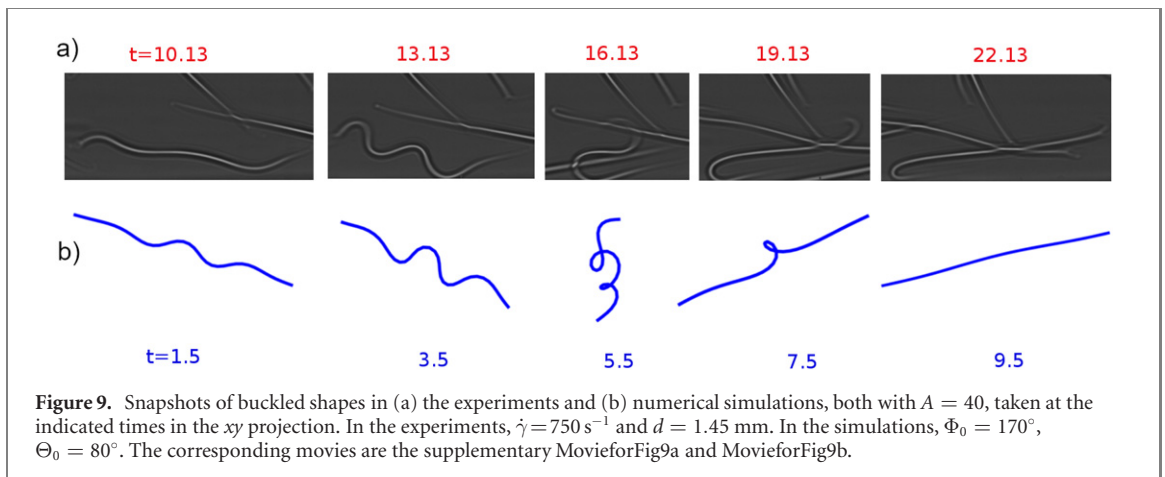 a)
t=10.13 13.13 16.13 19.13 22.13
b)
t=1.5 3.5 5.5 7.5 9.5
Figure 9. Snapshots of buckled shapes in (a) the experiments and (b) numerical simulations, both with A = 40, taken at the
indicated times in the xy projection. In the experiments, γ̇ = 750 s⁻¹ and d = 1.45 mm. In the simulations, Φ₀ = 170°,
Θ₀ = 80°. The corresponding movies are the supplementary MovieforFig9a and MovieforFig9b.